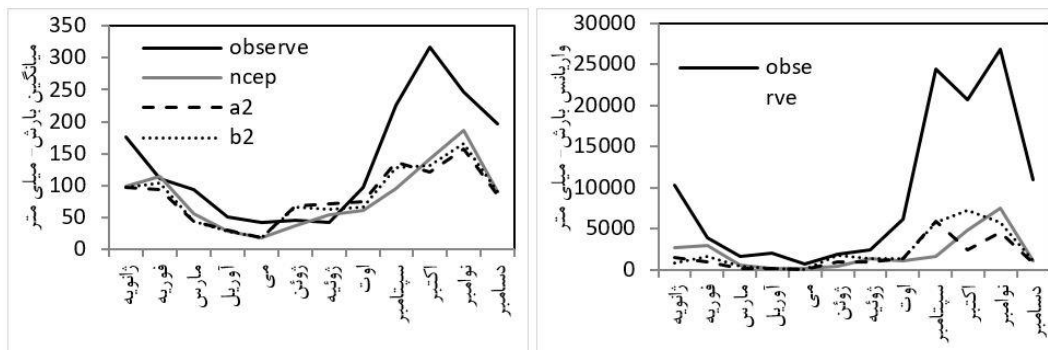 میانگین بارش- میلی متر
350
300
250
200
150
100
50
0
observe
ncep
a2
b2
ژانویه
فوریه
مارس
آوریل
می
ژوئن
ژوئیه
اوت
سپتامبر
اکتبر
نوامبر
دسامبر
واریانس بارش- میلی متر
30000
25000
20000
15000
10000
5000
0
obse
rve
ژانویه
فوریه
مارس
آوریل
می
ژوئن
ژوئیه
اوت
سپتامبر
اکتبر
نوامبر
دسامبر